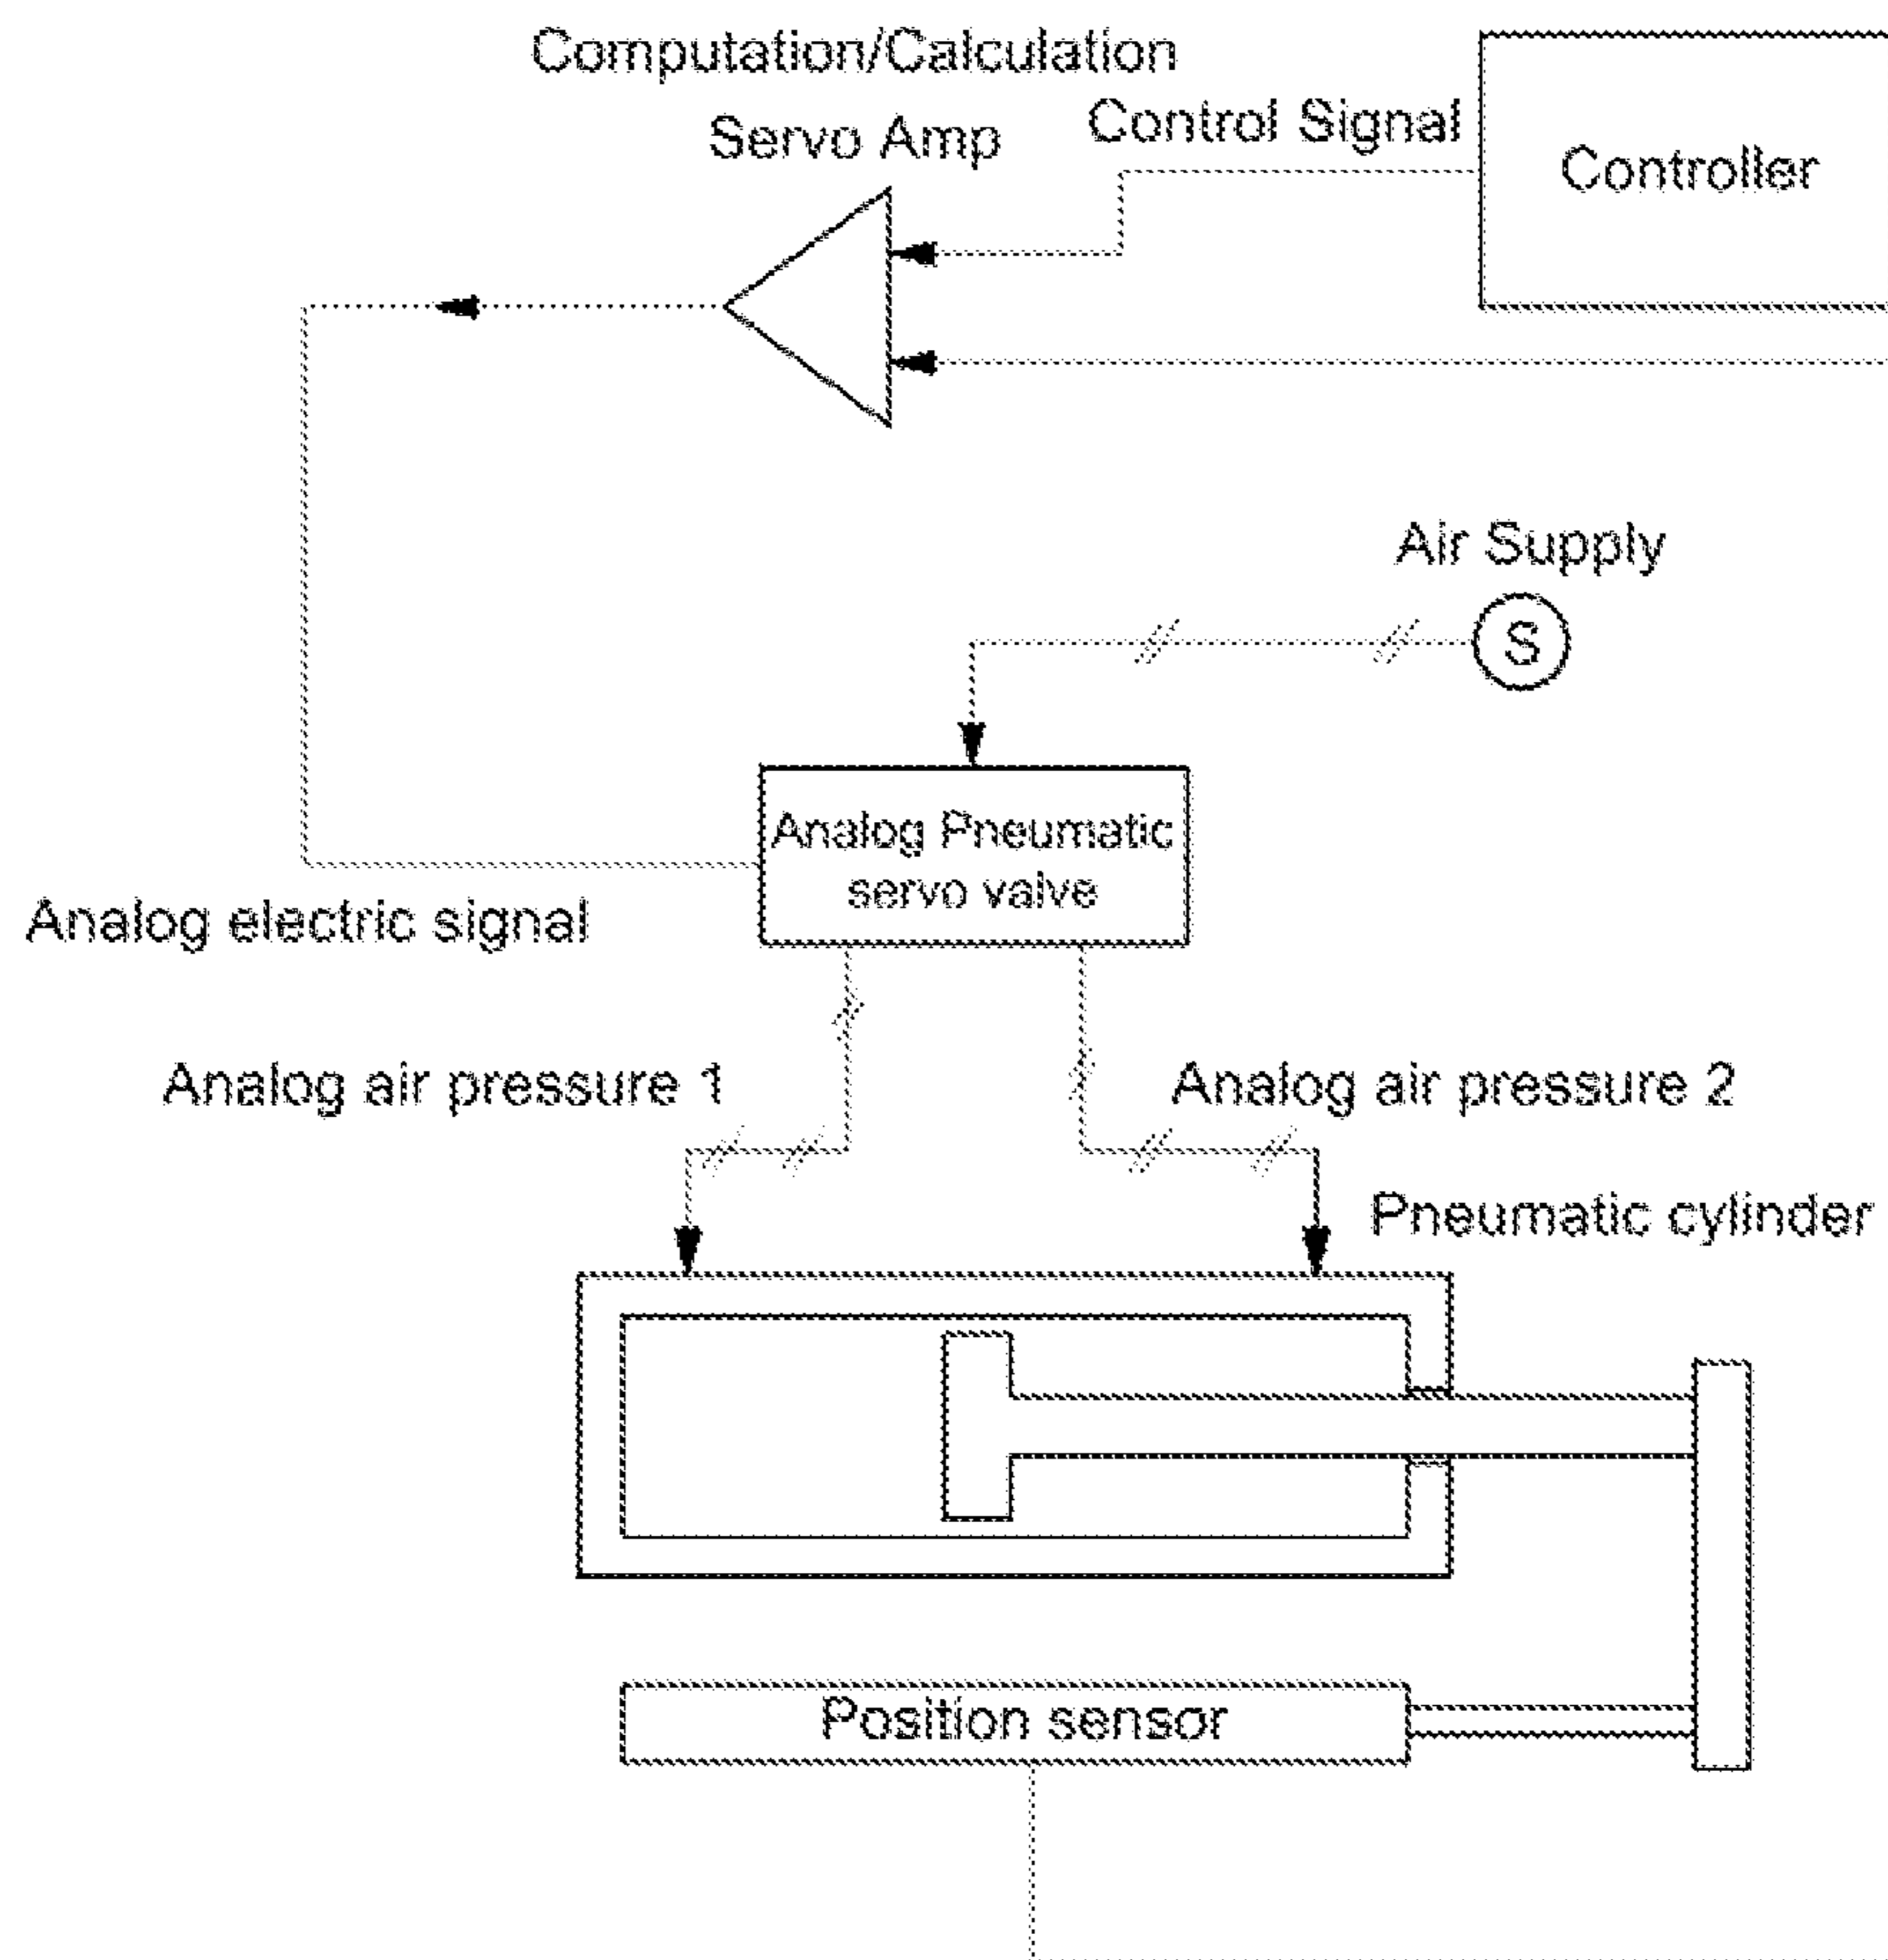 Computation/Calculation
Servo Amp
Control Signal
Controller
Air Supply
S
Analog Pneumatic
servo valve
Analog electric signal
Analog air pressure 1
Analog air pressure 2
Pneumatic cylinder
Position sensor